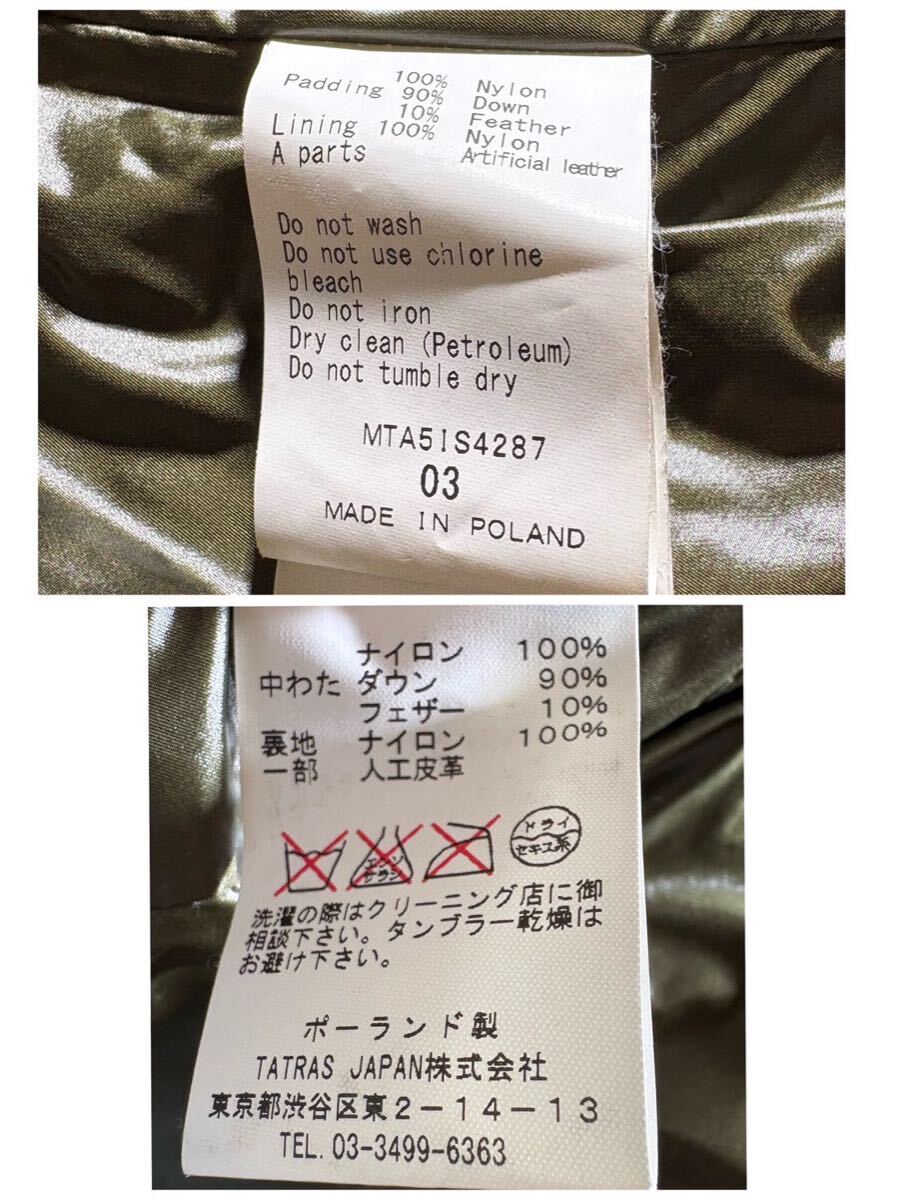 100% Nylon
Padding 90% Down
10% Feather
Lining 100% Nylon
A parts Artificial leather
Do not wash
Do not use chlorine
bleach
Do not iron
Dry clean (Petroleum)
Do not tumble dry
MTA5IS4287
03
MADE IN POLAND
ナイロン 100%
中わた ダウン 90%
フェザー 10%
裏地 ナイロン 100%
一部 人工皮革
エンソ
サラシ
ドライ
セキユ系
洗濯の際はクリーニング店に御
相談下さい。タンブラー乾燥は
お避け下さい。
ポーランド製
TATRAS JAPAN株式会社
東京都渋谷区東2-14-13
TEL.03-3499-6363